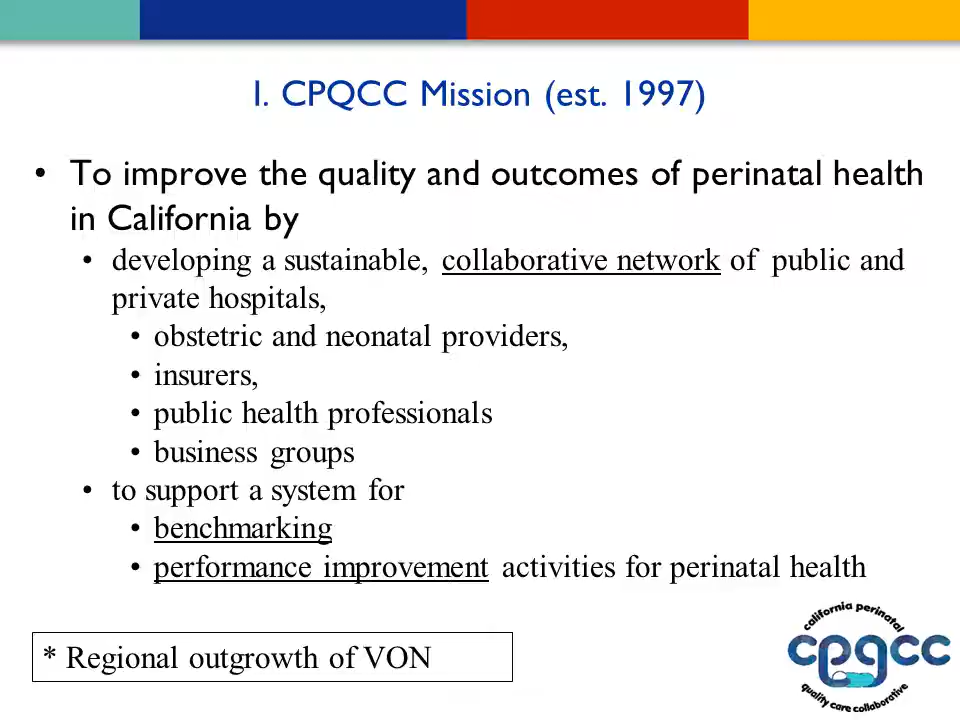 I. CPQCC Mission (est. 1997)
• To improve the quality and outcomes of perinatal health
in California by
• developing a sustainable, collaborative network of public and
private hospitals,
• obstetric and neonatal providers,
• insurers,
• public health professionals
• business groups
• to support a system for
• benchmarking
• performance improvement activities for perinatal health
* Regional outgrowth of VON
california perinatal
cpqcc
quality care collaborative